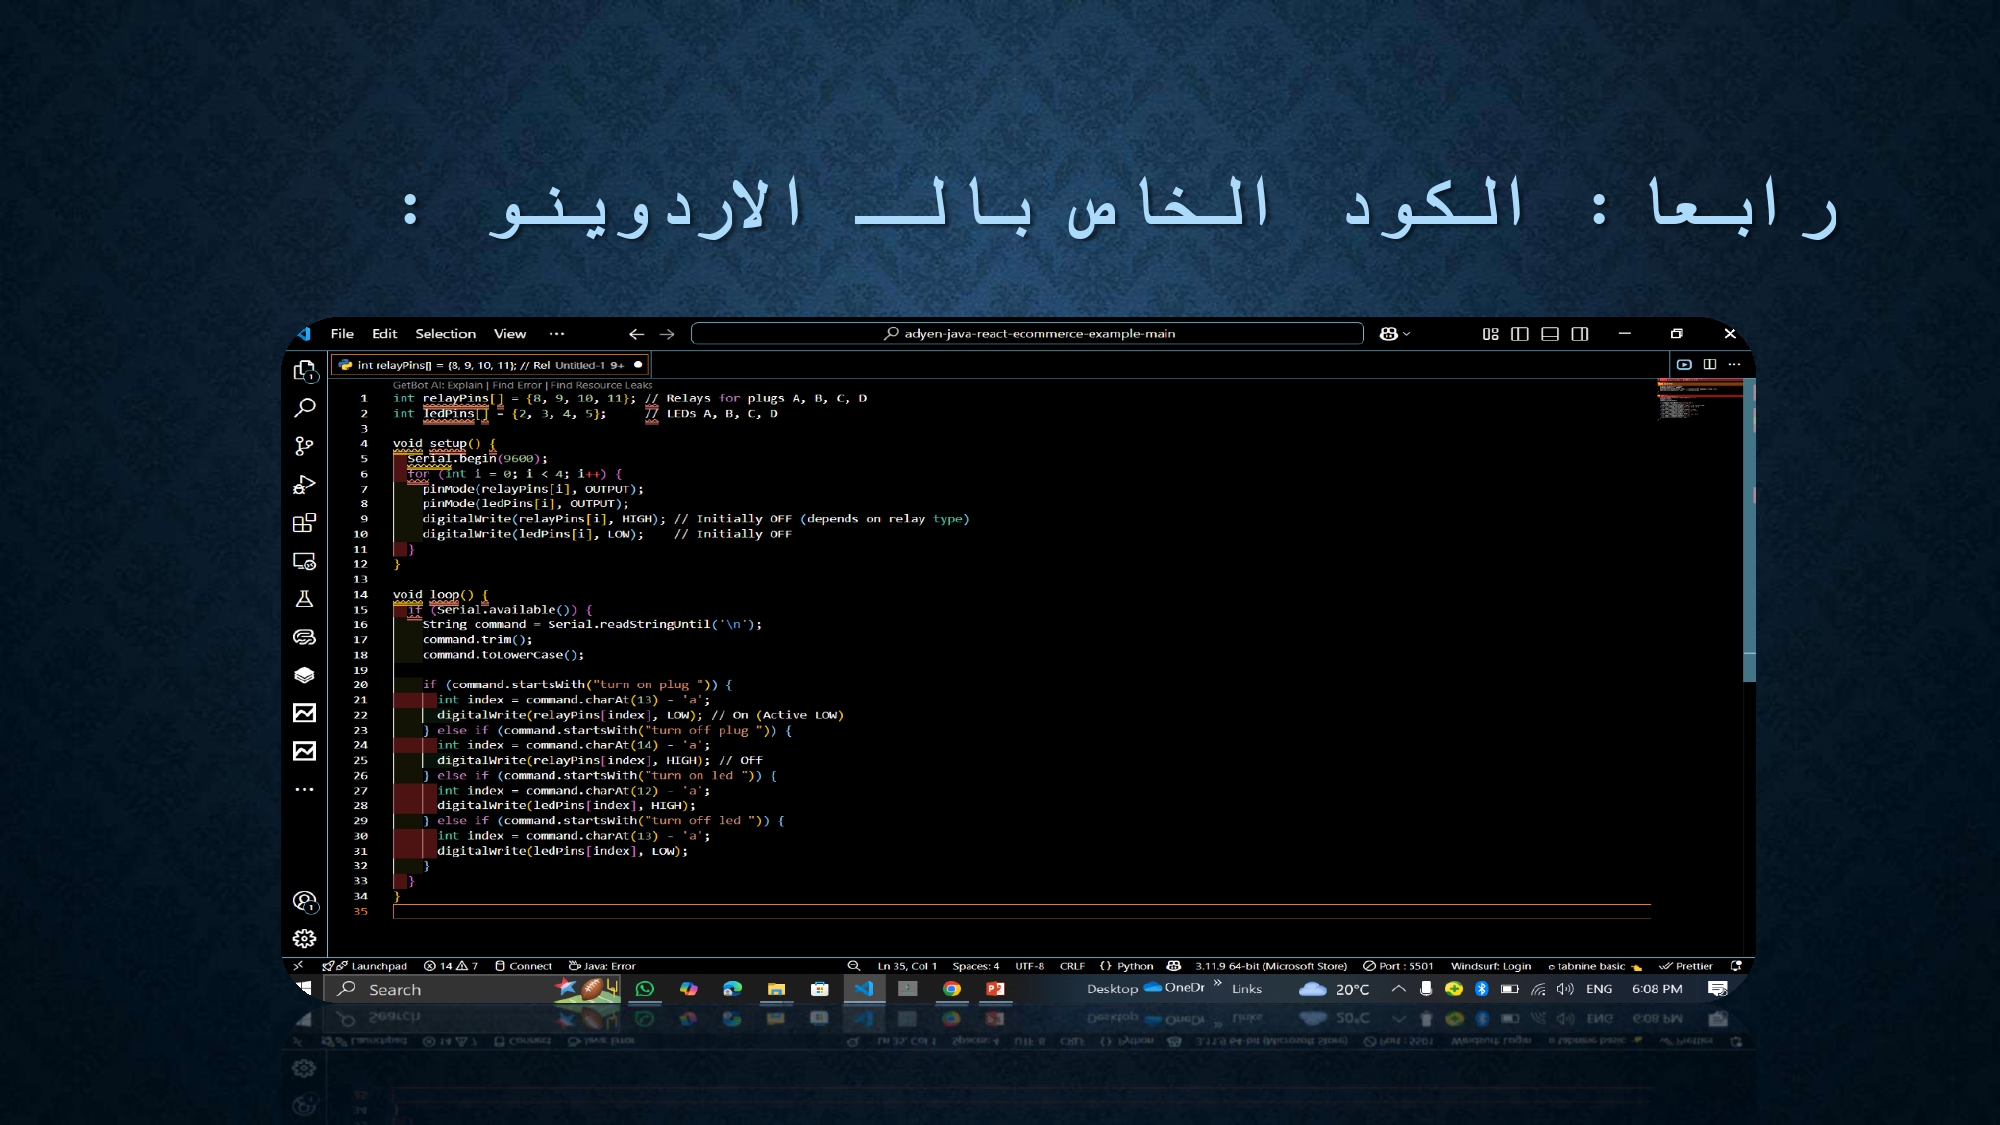 رابعا : الكود الخاص بالـ الاردوينو :
File Edit Selection View ··· adyen-java-react-ecommerce-example-main
int relayPins[] = {8, 9, 10, 11}; // Rel Untitled-1 9+
GetBot AI: Explain | Find Error | Find Resource Leaks
1 int relayPins[] = {8, 9, 10, 11}; // Relays for plugs A, B, C, D
2 int ledPins[] = {2, 3, 4, 5}; // LEDs A, B, C, D
3
4 void setup() {
5 Serial.begin(9600);
6 for (int i = 0; i < 4; i++) {
7 pinMode(relayPins[i], OUTPUT);
8 pinMode(ledPins[i], OUTPUT);
9 digitalWrite(relayPins[i], HIGH); // Initially OFF (depends on relay type)
10 digitalWrite(ledPins[i], LOW); // Initially OFF
11 }
12 }
13
14 void loop() {
15 if (Serial.available()) {
16 String command = Serial.readStringUntil('\n');
17 command.trim();
18 command.toLowerCase();
19
20 if (command.startsWith("turn on plug ")) {
21 int index = command.charAt(13) - 'a';
22 digitalWrite(relayPins[index], LOW); // On (Active LOW)
23 } else if (command.startsWith("turn off plug ")) {
24 int index = command.charAt(14) - 'a';
25 digitalWrite(relayPins[index], HIGH); // Off
26 } else if (command.startsWith("turn on led ")) {
27 int index = command.charAt(12) - 'a';
28 digitalWrite(ledPins[index], HIGH);
29 } else if (command.startsWith("turn off led ")) {
30 int index = command.charAt(13) - 'a';
31 digitalWrite(ledPins[index], LOW);
32 }
33 }
34 }
35
Launchpad 14 7 Connect Java: Error Ln 35, Col 1 Spaces: 4 UTF-8 CRLF {} Python 3.11.9 64-bit (Microsoft Store) Port : 5501 Windsurf: Login tabnine basic Prettier
Search Desktop OneDr » Links 20°C ENG 6:08 PM